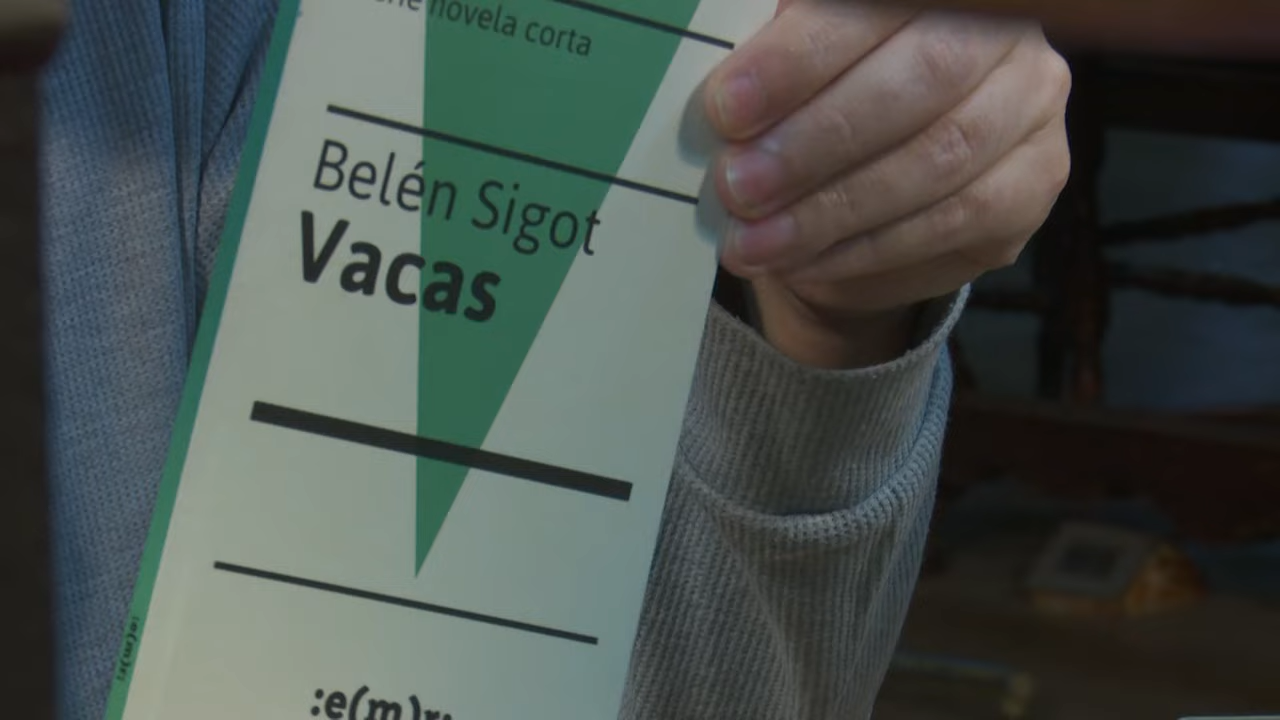 novela corta
Belén Sigot
Vacas
:e(m)r:
:e(m)r;